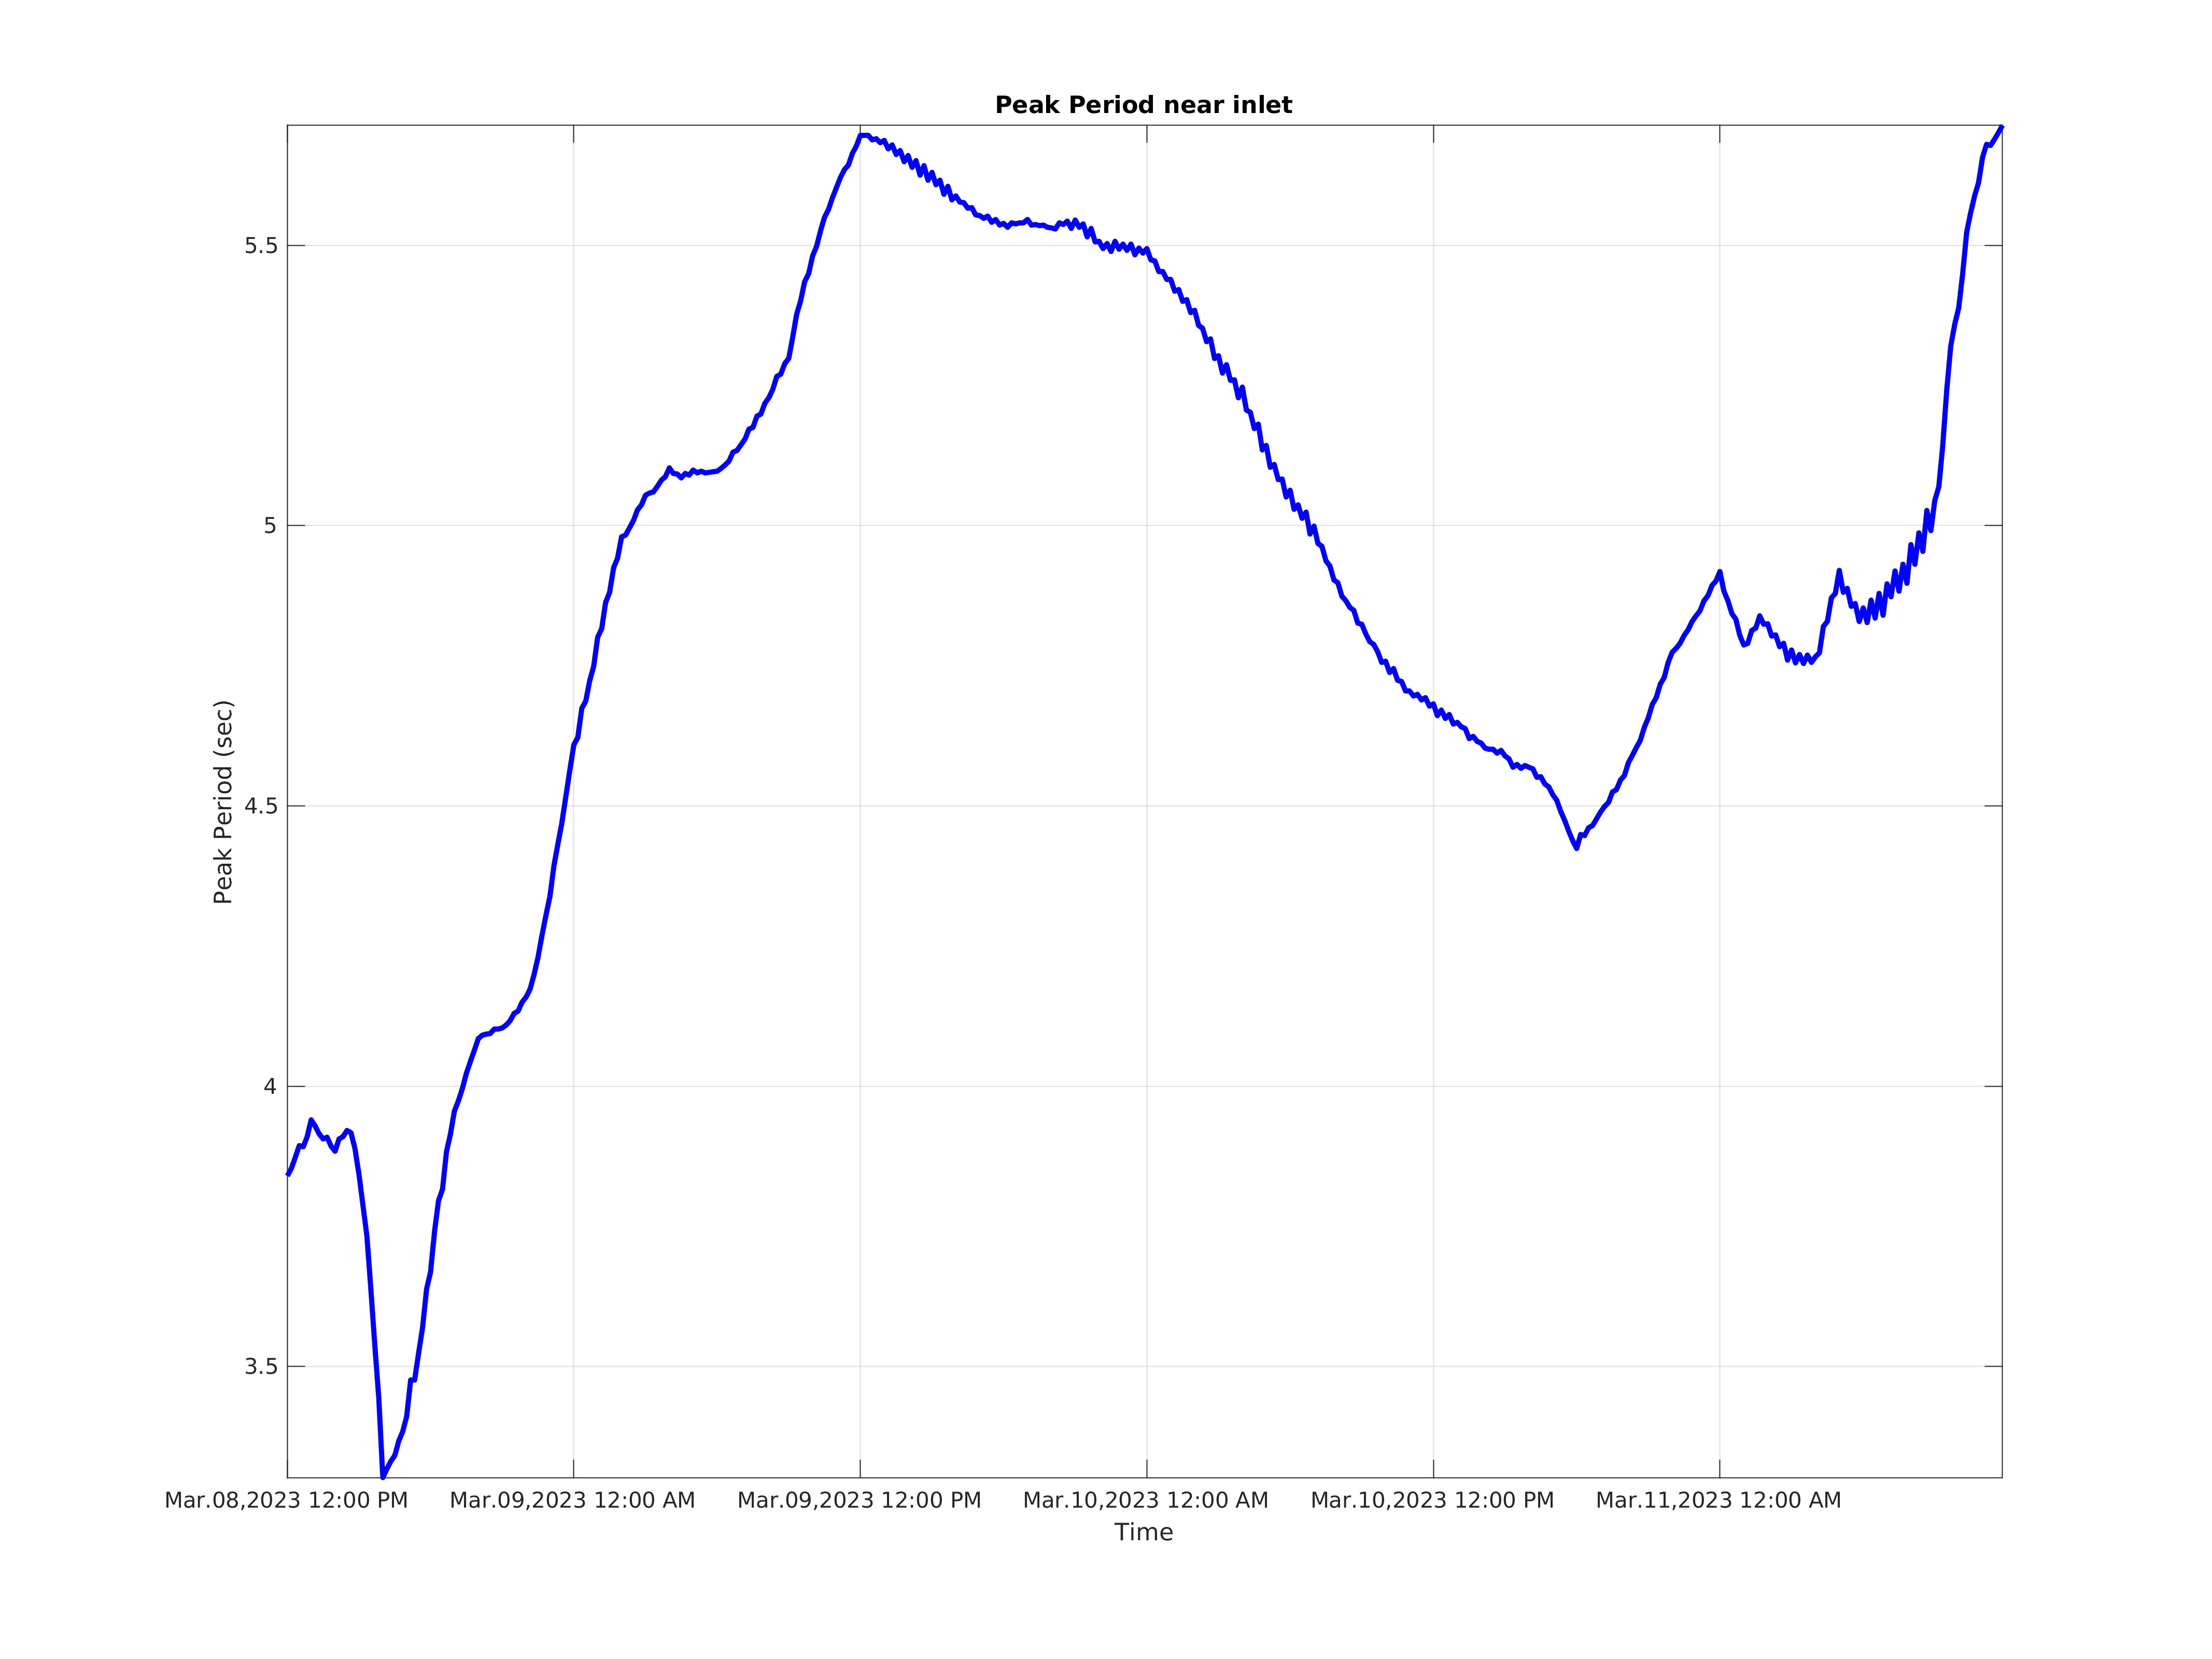 Peak Period near inlet
5.5
5
4.5
4
3.5
Peak Period (sec)
Mar.08,2023 12:00 PM Mar.09,2023 12:00 AM Mar.09,2023 12:00 PM Mar.10,2023 12:00 AM Mar.10,2023 12:00 PM Mar.11,2023 12:00 AM
Time